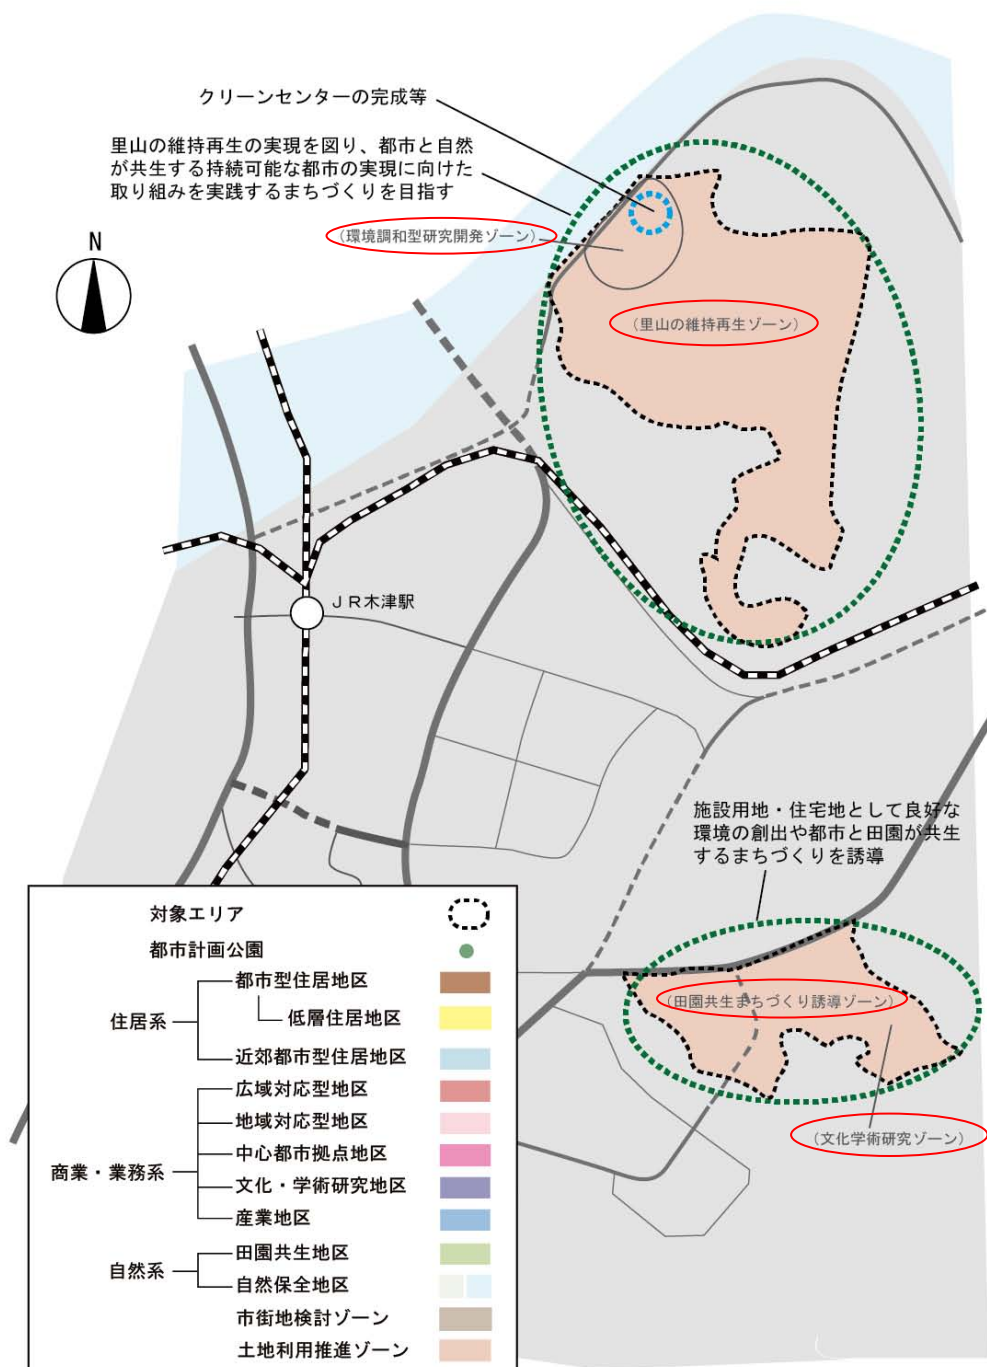 クリーンセンターの完成等
里山の維持再生の実現を図り、都市と自然
が共生する持続可能な都市の実現に向けた
取り組みを実践するまちづくりを目指す
（環境調和型研究開発ゾーン）
N
（里山の維持再生ゾーン）
ＪＲ木津駅
施設用地・住宅地として良好な
環境の創出や都市と田園が共生
するまちづくりを誘導
（田園共生まちづくり誘導ゾーン）
（文化学術研究ゾーン）
対象エリア
都市計画公園
住居系
都市型住居地区
低層住居地区
近郊都市型住居地区
商業・業務系
広域対応型地区
地域対応型地区
中心都市拠点地区
文化・学術研究地区
産業地区
自然系
田園共生地区
自然保全地区
市街地検討ゾーン
土地利用推進ゾーン